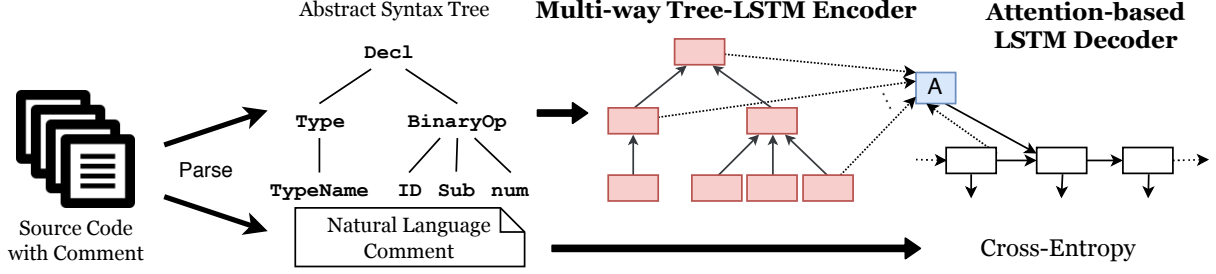 Abstract Syntax Tree
Multi-way Tree-LSTM Encoder
Attention-based
LSTM Decoder
Decl
A
Type BinaryOp
Parse
TypeName ID Sub num
Source Code
with Comment
Natural Language
Comment
Cross-Entropy